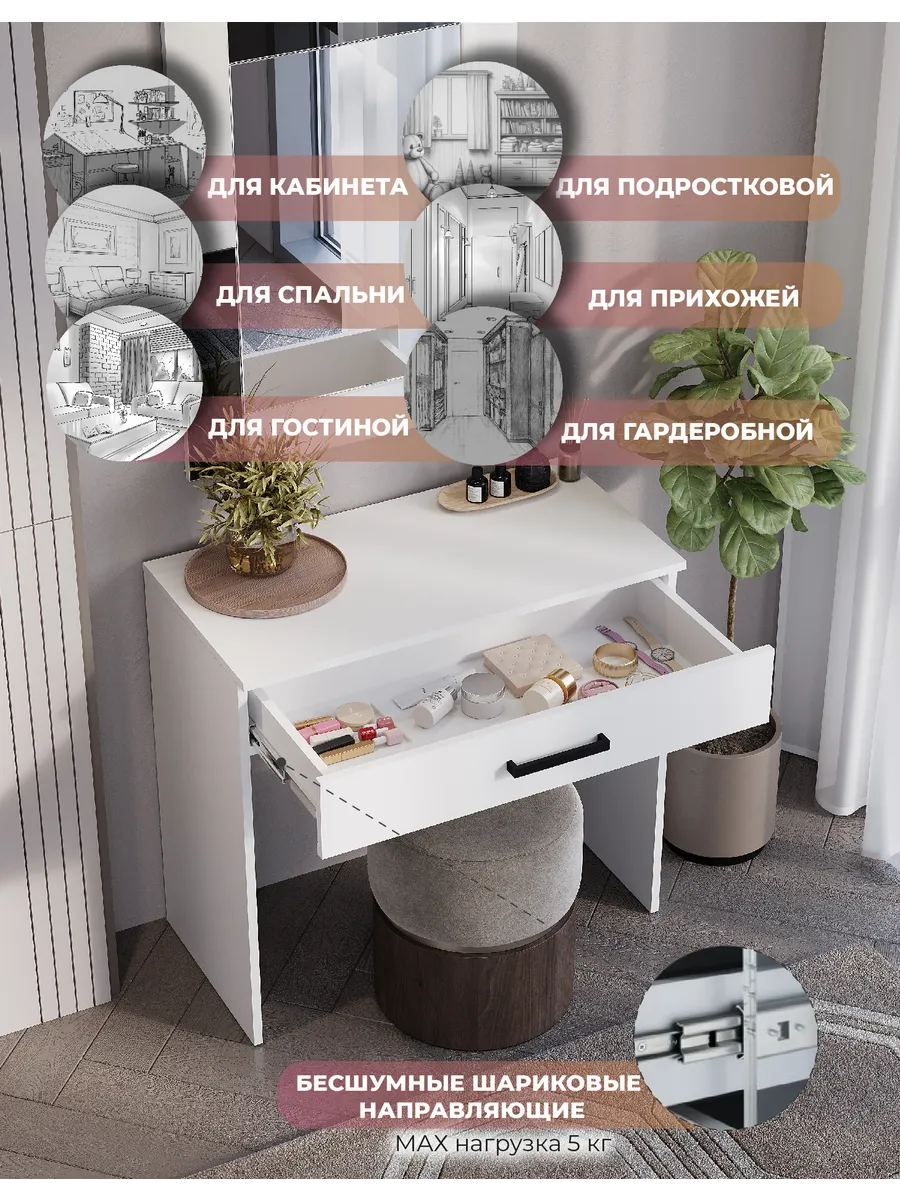 ДЛЯ КАБИНЕТА
ДЛЯ ПОДРОСТКОВОЙ
ДЛЯ СПАЛЬНИ
ДЛЯ ПРИХОЖЕЙ
ДЛЯ ГОСТИНОЙ
ДЛЯ ГАРДЕРОБНОЙ
БЕСШУМНЫЕ ШАРИКОВЫЕ
НАПРАВЛЯЮЩИЕ
MAX нагрузка 5 кг